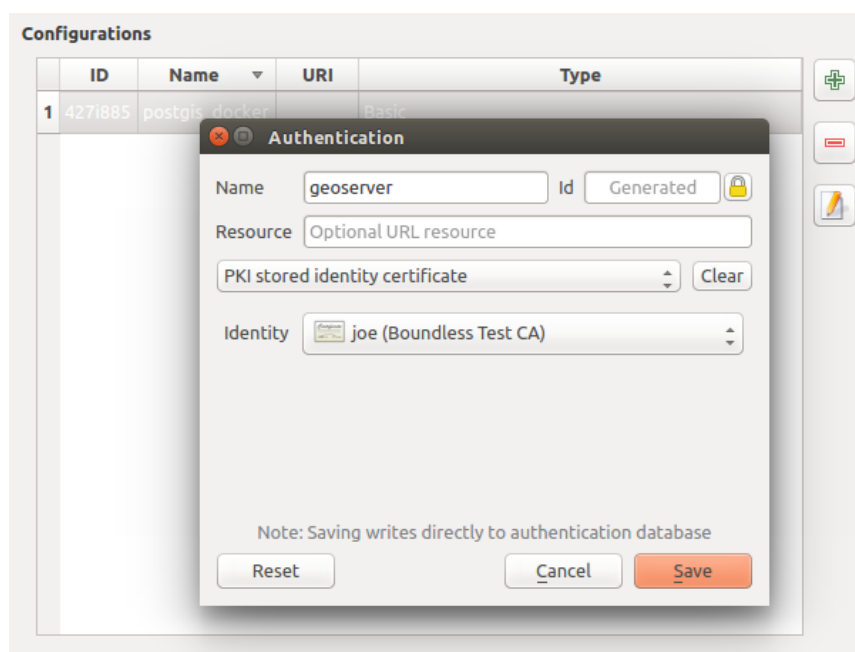 Configurations
ID Name URI Type
1 427i885 postgis_docker Basic
Authentication
Name geoserver Id Generated
Resource Optional URL resource
PKI stored identity certificate Clear
Identity joe (Boundless Test CA)
Note: Saving writes directly to authentication database
Reset Cancel Save